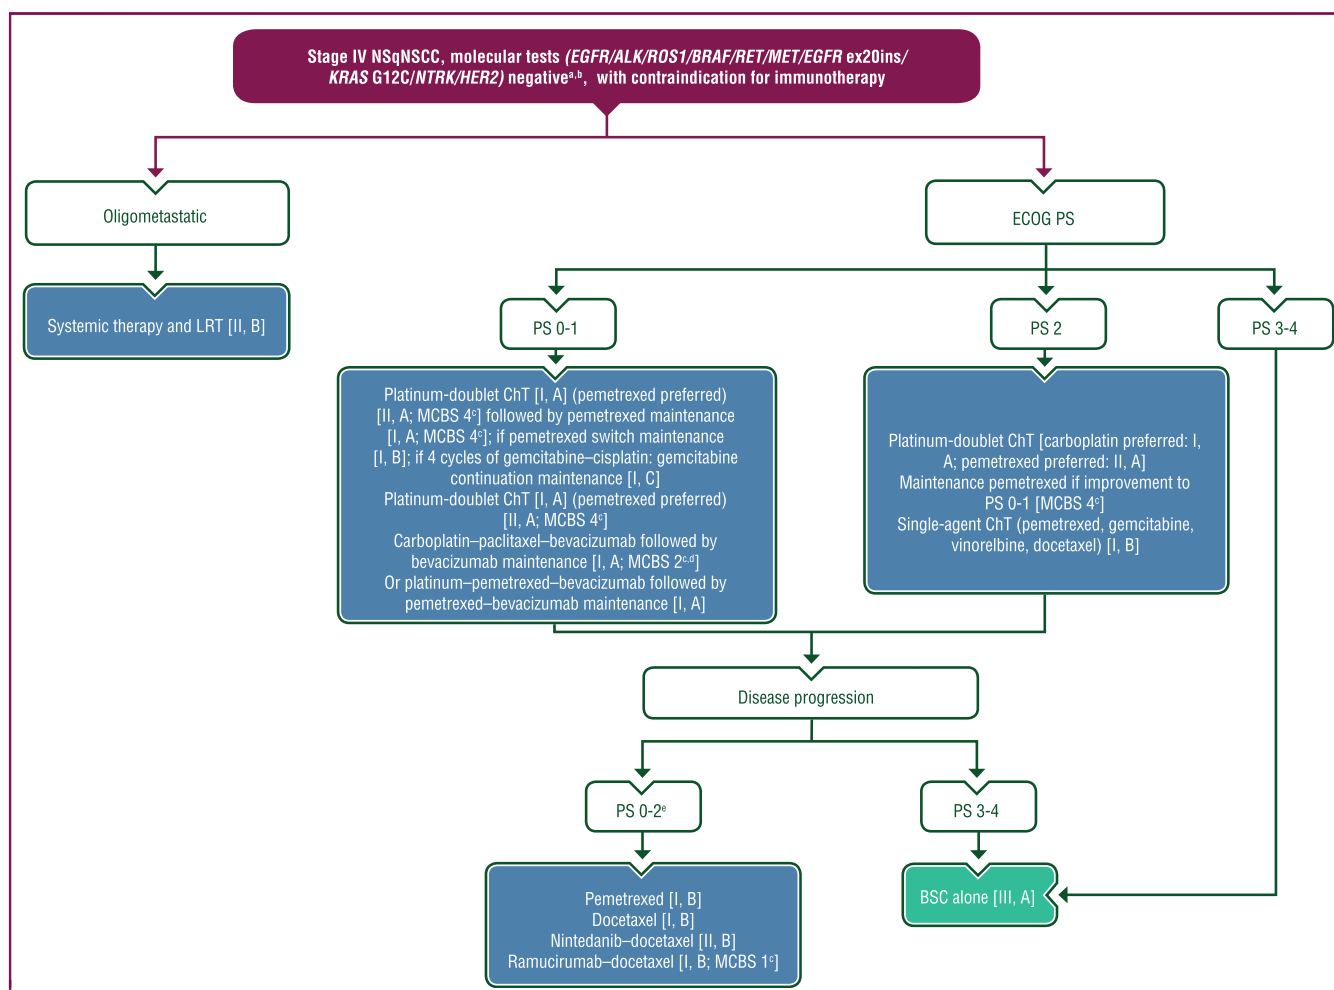 Stage IV NSqNSCC, molecular tests (EGFR/ALK/ROS1/BRAF/RET/MET/EGFR ex20ins/
KRAS G12C/NTRK/HER2) negativea,b, with contraindication for immunotherapy
Oligometastatic
ECOG PS
Systemic therapy and LRT [II, B]
PS 0-1
PS 2
PS 3-4
Platinum-doublet ChT [I, A] (pemetrexed preferred)
[II, A; MCBS 4c] followed by pemetrexed maintenance
[I, A; MCBS 4c]; if pemetrexed switch maintenance
[I, B]; if 4 cycles of gemcitabine–cisplatin: gemcitabine
continuation maintenance [I, C]
Platinum-doublet ChT [I, A] (pemetrexed preferred)
[II, A; MCBS 4c]
Carboplatin–paclitaxel–bevacizumab followed by
bevacizumab maintenance [I, A; MCBS 2c,d]
Or platinum–pemetrexed–bevacizumab followed by
pemetrexed–bevacizumab maintenance [I, A]
Platinum-doublet ChT [carboplatin preferred: I,
A; pemetrexed preferred: II, A]
Maintenance pemetrexed if improvement to
PS 0-1 [MCBS 4c]
Single-agent ChT (pemetrexed, gemcitabine,
vinorelbine, docetaxel) [I, B]
Disease progression
PS 0-2e
PS 3-4
Pemetrexed [I, B]
Docetaxel [I, B]
Nintedanib–docetaxel [II, B]
Ramucirumab–docetaxel [I, B; MCBS 1c]
BSC alone [III, A]